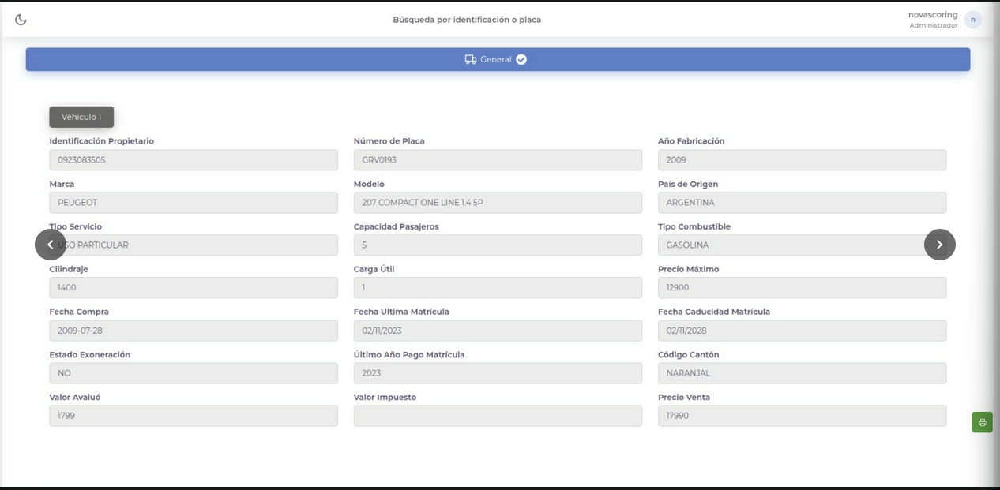 Búsqueda por identificación o placa
novascoring
Administrador
n
General
Vehículo 1
Identificación Propietario Número de Placa Año Fabricación
0923083505 GRV0193 2009
Marca Modelo País de Origen
PEUGEOT 207 COMPACT ONE LINE 1.4 5P ARGENTINA
Tipo Servicio Capacidad Pasajeros Tipo Combustible
USO PARTICULAR 5 GASOLINA
Cilindraje Carga Útil Precio Máximo
1400 1 12900
Fecha Compra Fecha Ultima Matrícula Fecha Caducidad Matrícula
2009-07-28 02/11/2023 02/11/2028
Estado Exoneración Último Año Pago Matrícula Código Cantón
NO 2023 NARANJAL
Valor Avaluó Valor Impuesto Precio Venta
1799 17990